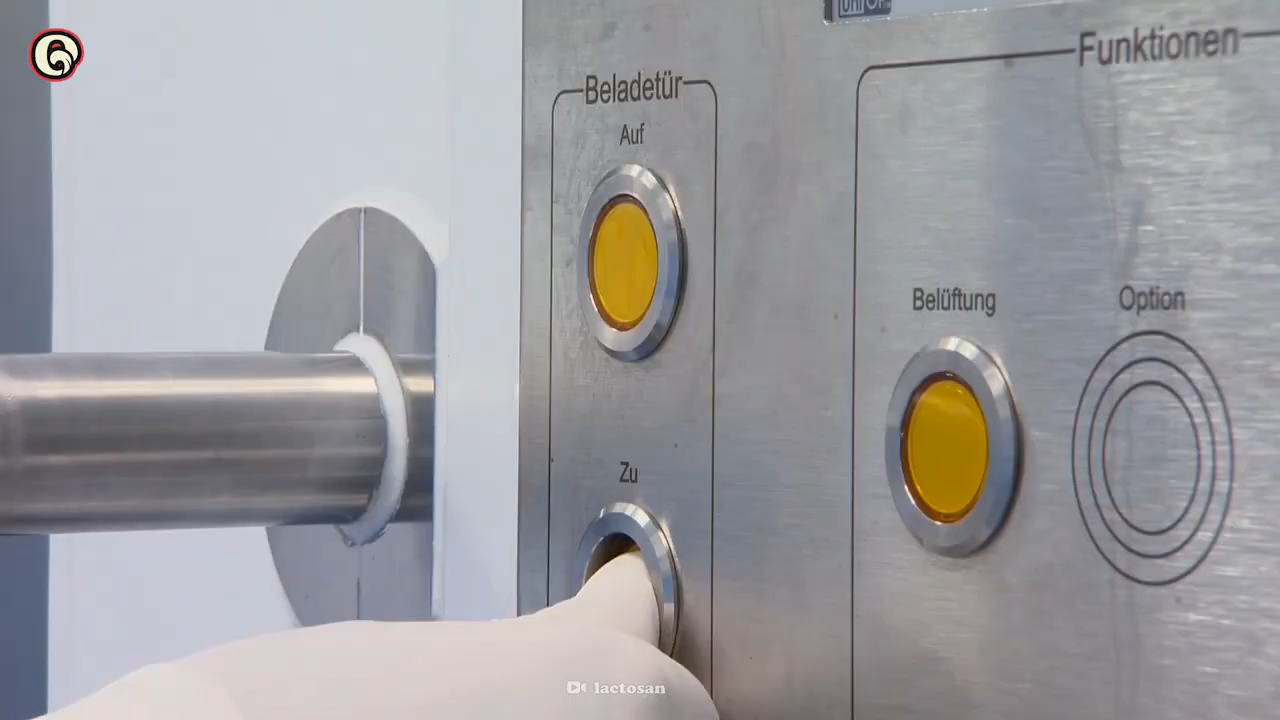 Funktionen
Beladetür
Auf
Belüftung
Option
Zu
lactosan